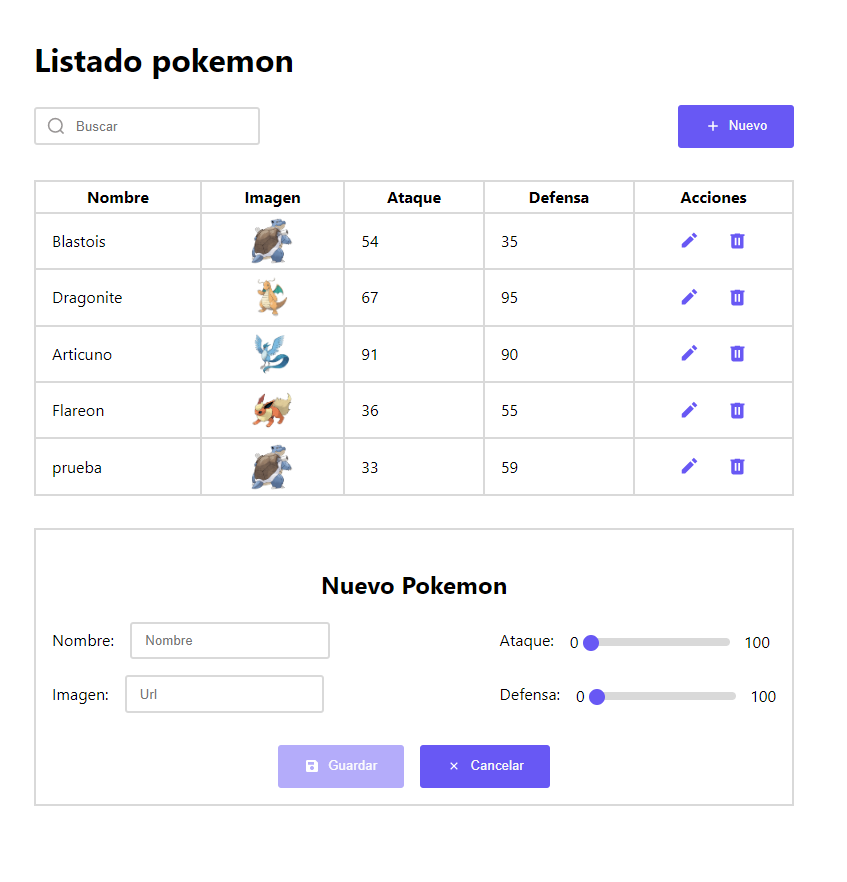 Listado pokemon
Buscar
Nuevo
Nombre Imagen Ataque Defensa Acciones
Blastois 54 35
Dragonite 67 95
Articuno 91 90
Flareon 36 55
prueba 33 59
Nuevo Pokemon
Nombre: Nombre Ataque: 0 100
Imagen: Url Defensa: 0 100
Guardar Cancelar